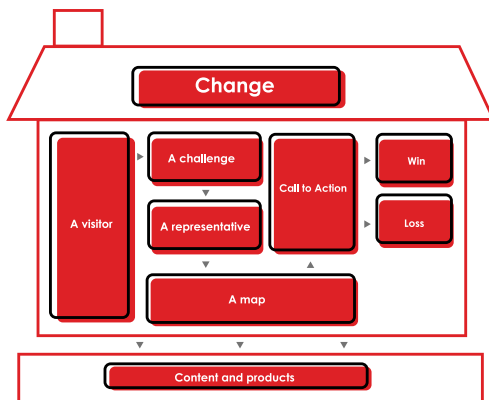 Change
A visitor
A challenge
A representative
A map
Call to Action
Win
Loss
Content and products